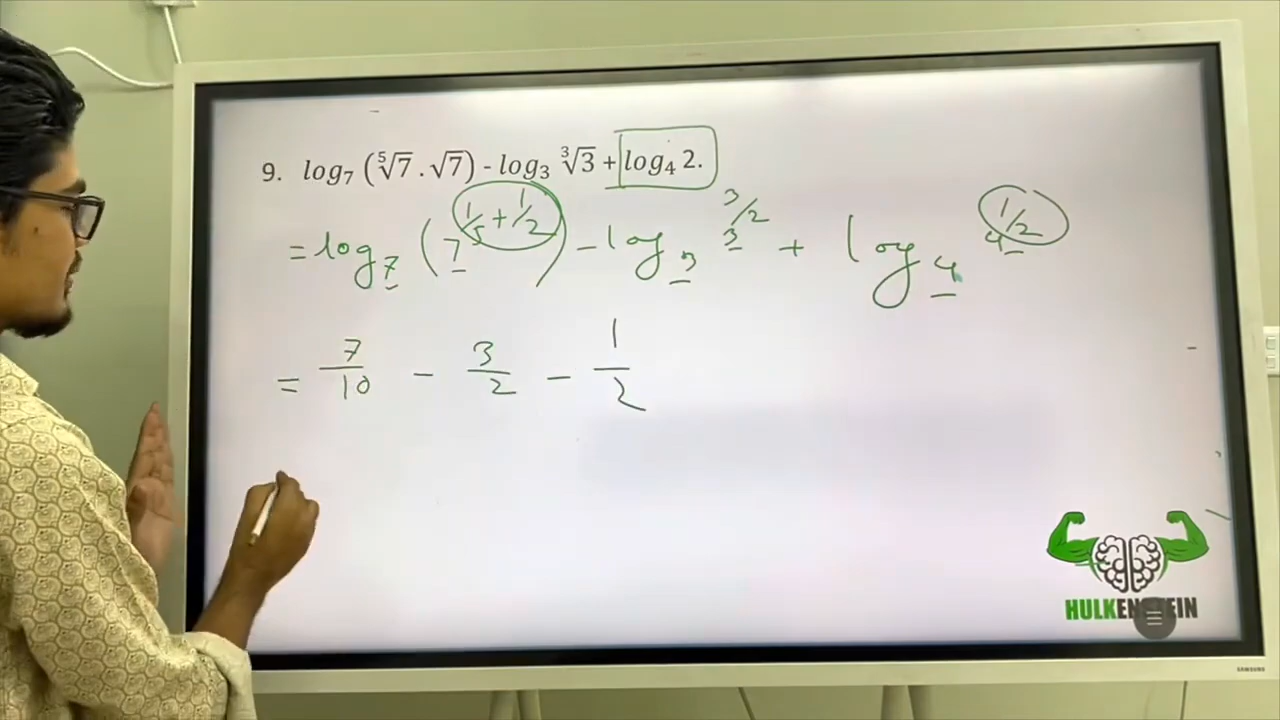 9. log₇ (⁵√7 . √7) - log₃ ³√3 + log₄ 2.
= log₇ (7^(1/5 + 1/2)) - log₃ 3^(3/2) + log₄ 4^(1/2)
= 7/10 - 3/2 - 1/2
HULKENSTEIN
SAMSUNG